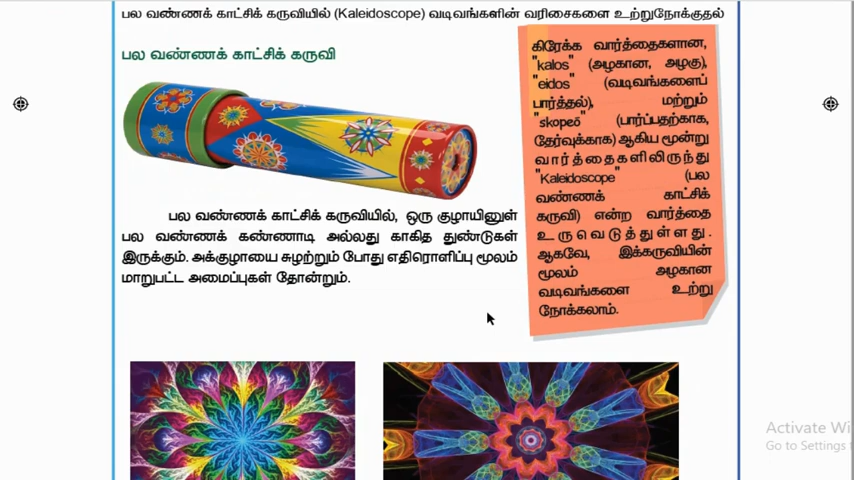 பல வண்ணக் காட்சிக் கருவியில் (Kaleidoscope) வடிவங்களின் வரிசைகளை உற்றுநோக்குதல்
பல வண்ணக் காட்சிக் கருவி
பல வண்ணக் காட்சிக் கருவியில், ஒரு குழாயினுள்
பல வண்ணக் கண்ணாடி அல்லது காகித துண்டுகள்
இருக்கும். அக்குழாயை சுழற்றும் போது எதிரொளிப்பு மூலம்
மாறுபட்ட அமைப்புகள் தோன்றும்.
கிரேக்க வார்த்தைகளான,
"kalos" (அழகான, அழகு),
"eidos" (வடிவங்களைப்
பார்த்தல்), மற்றும்
"skopeō" (பார்ப்பதற்காக,
தேர்வுக்காக) ஆகிய மூன்று
வார்த்தைகளிலிருந்து
"Kaleidoscope" (பல
வண்ணக் காட்சிக்
கருவி) என்ற வார்த்தை
உருவெடுத்துள்ளது.
ஆகவே, இக்கருவியின்
மூலம் அழகான
வடிவங்களை உற்று
நோக்கலாம்.
Activate Wi
Go to Settings